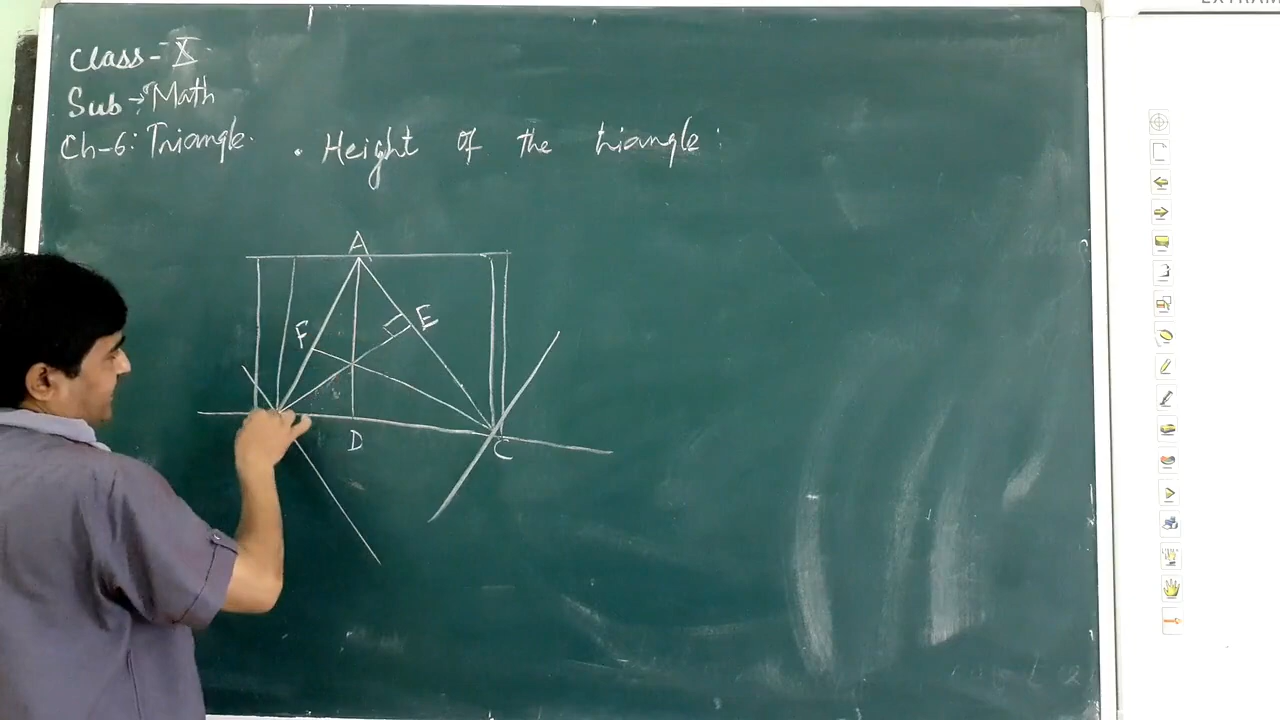 Class - X
Sub → Math
Ch-6: Triangle.
• Height of the triangle:
A
F
E
D
C